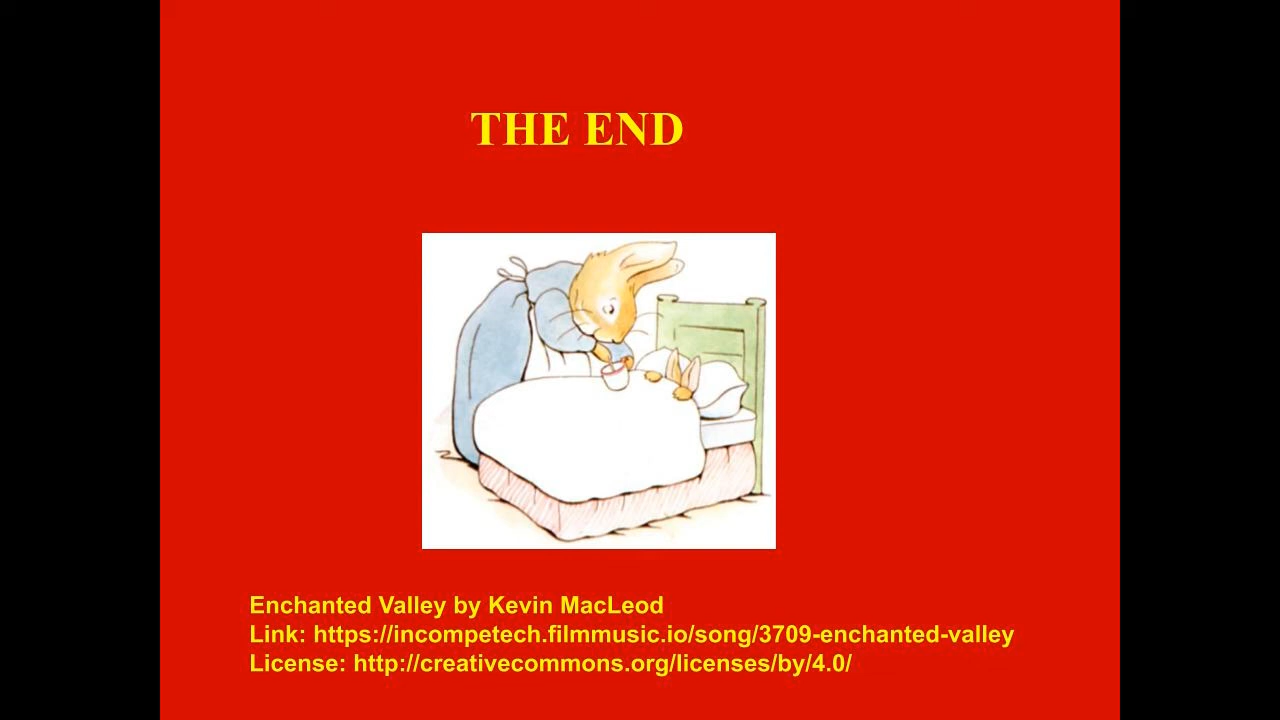 THE END
Enchanted Valley by Kevin MacLeod
Link: https://incompetech.filmmusic.io/song/3709-enchanted-valley
License: http://creativecommons.org/licenses/by/4.0/